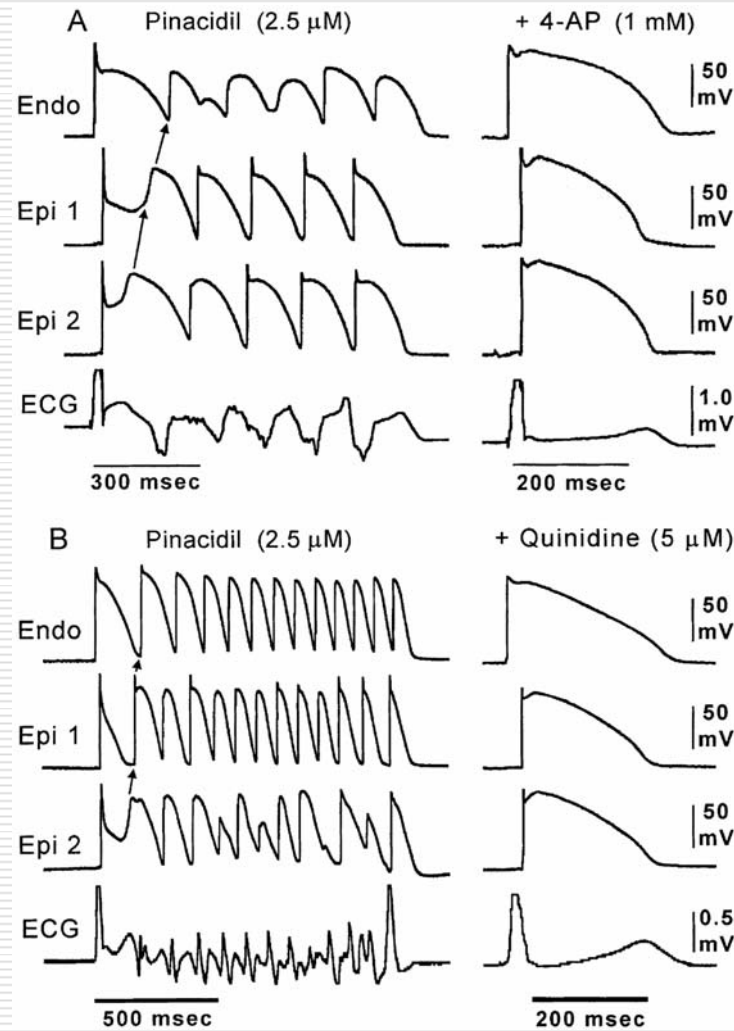 A Pinacidil (2.5 μM) + 4-AP (1 mM)
Endo 50 mV
Epi 1 50 mV
Epi 2 50 mV
ECG 1.0 mV
300 msec 200 msec
B Pinacidil (2.5 μM) + Quinidine (5 μM)
Endo 50 mV
Epi 1 50 mV
Epi 2 50 mV
ECG 0.5 mV
500 msec 200 msec